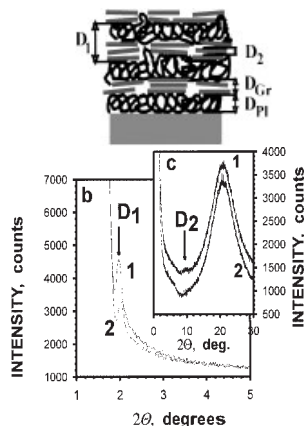 D1
D2
DGr
DPl
b
D1
1
2
7000
6000
5000
4000
3000
2000
1000
1
2
3
4
5
INTENSITY, counts
2Θ, degrees
c
D2
1
2
4000
3500
3000
2500
2000
1500
1000
500
0
10
20
30
INTENSITY, counts
2Θ, deg.